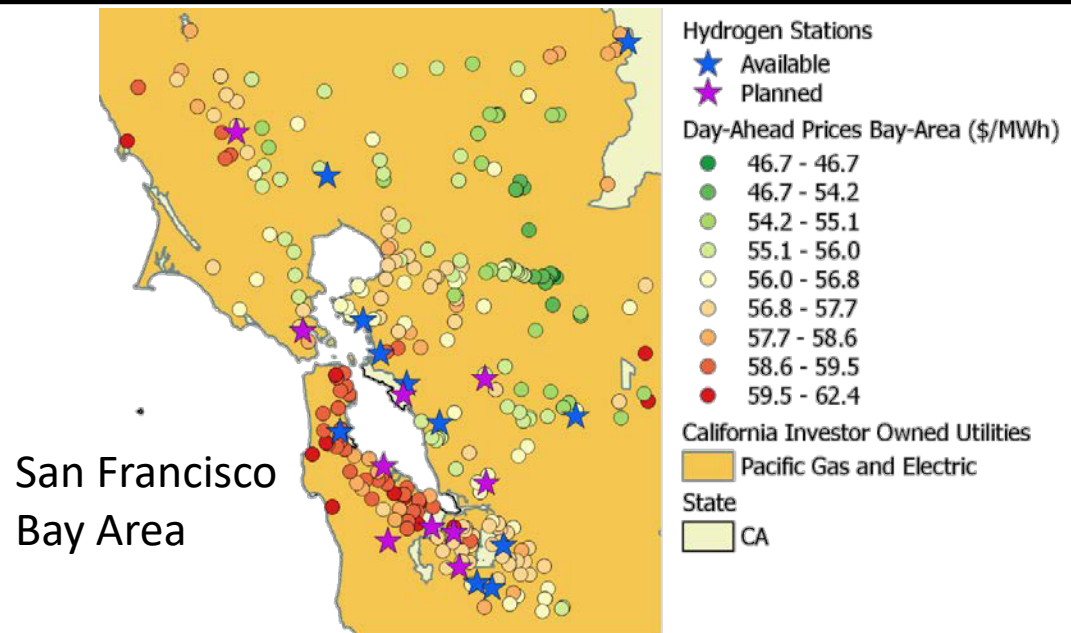 San Francisco
Bay Area
Hydrogen Stations
Available
Planned
Day-Ahead Prices Bay-Area ($/MWh)
46.7 - 46.7
46.7 - 54.2
54.2 - 55.1
55.1 - 56.0
56.0 - 56.8
56.8 - 57.7
57.7 - 58.6
58.6 - 59.5
59.5 - 62.4
California Investor Owned Utilities
Pacific Gas and Electric
State
CA